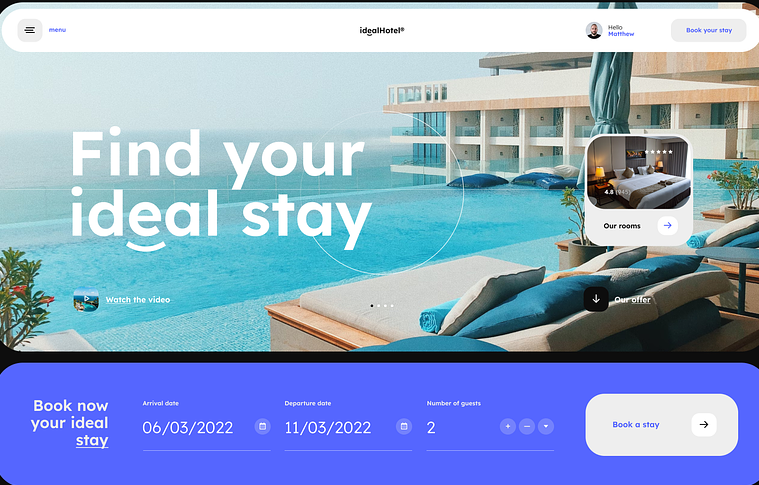 menu
idealHotel®
Hello
Matthew
Book your stay
Find your
ideal stay
4.8 (945)
Our rooms
Watch the video
Our offer
Book now
your ideal
stay
Arrival date
06/03/2022
Departure date
11/03/2022
Number of guests
2
Book a stay